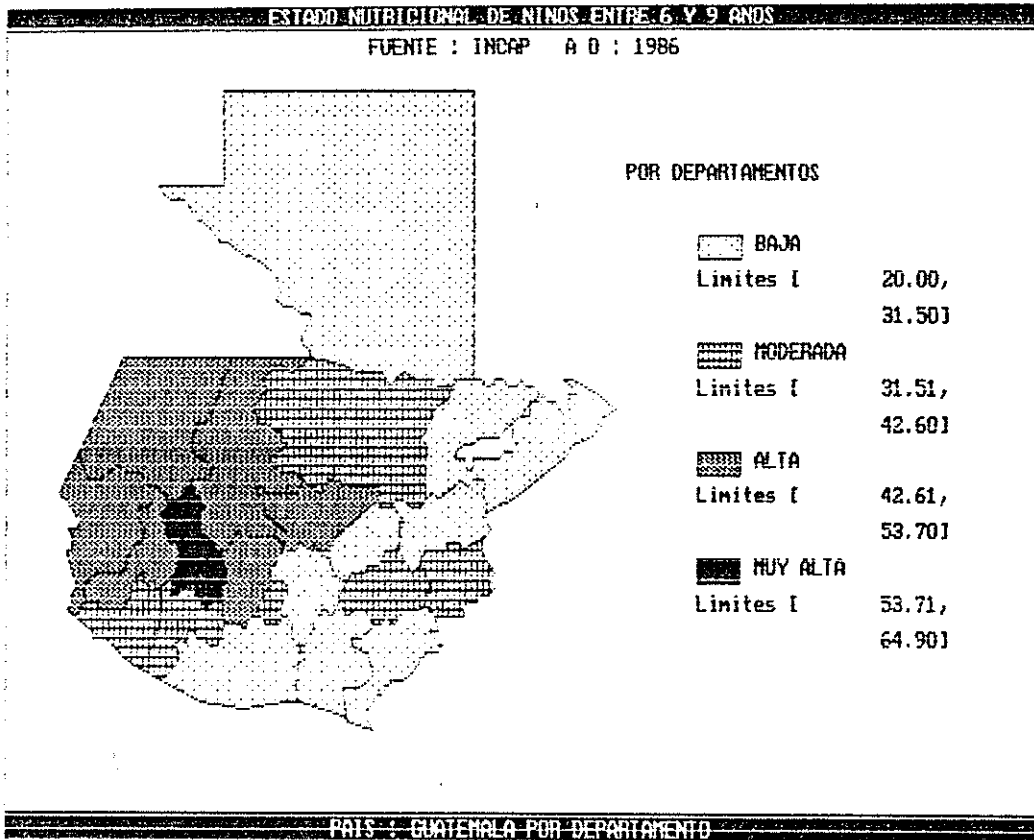 ESTADO NUTRICIONAL DE NINOS ENTRE 6 Y 9 ANOS
FUENTE : INCAP A O : 1986
POR DEPARTAMENTOS
BAJA
Limites [ 20.00,
31.50]
MODERADA
Limites [ 31.51,
42.60]
ALTA
Limites [ 42.61,
53.70]
MUY ALTA
Limites [ 53.71,
64.90]
PAIS : GUATEMALA POR DEPARTAMENTO